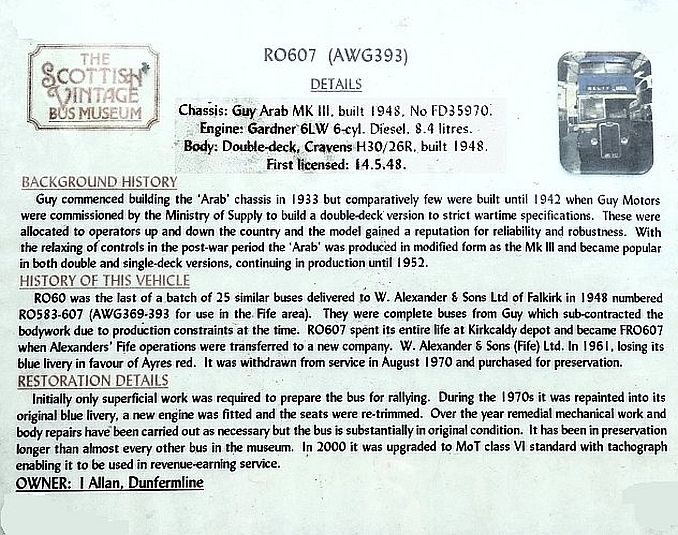 THE
SCOTTISH
VINTAGE
BUS MUSEUM
RO607 (AWG393)
DETAILS
Chassis: Guy Arab MK III, built 1948, No FD35970.
Engine: Gardner 6LW 6-cyl. Diesel, 8.4 litres.
Body: Double-deck, Cravens H30/26R, built 1948.
First licensed: 14.5.48.
BACKGROUND HISTORY
Guy commenced building the 'Arab' chassis in 1933 but comparatively few were built until 1942 when Guy Motors
were commissioned by the Ministry of Supply to build a double-deck version to strict wartime specifications. These were
allocated to operators up and down the country and the model gained a reputation for reliability and robustness. With
the relaxing of controls in the post-war period the 'Arab' was produced in modified form as the Mk III and became popular
in both double and single-deck versions, continuing in production until 1952.
HISTORY OF THIS VEHICLE
RO60 was the last of a batch of 25 similar buses delivered to W. Alexander & Sons Ltd of Falkirk in 1948 numbered
RO583-607 (AWG369-393 for use in the Fife area). They were complete buses from Guy which sub-contracted the
bodywork due to production constraints at the time. RO607 spent its entire life at Kirkcaldy depot and became FRO607
when Alexanders' Fife operations were transferred to a new company. W. Alexander & Sons (Fife) Ltd. In 1961, losing its
blue livery in favour of Ayres red. It was withdrawn from service in August 1970 and purchased for preservation.
RESTORATION DETAILS
Initially only superficial work was required to prepare the bus for rallying. During the 1970s it was repainted into its
original blue livery, a new engine was fitted and the seats were re-trimmed. Over the year remedial mechanical work and
body repairs have been carried out as necessary but the bus is substantially in original condition. It has been in preservation
longer than almost every other bus in the museum. In 2000 it was upgraded to MoT class VI standard with tachograph
enabling it to be used in revenue-earning service.
OWNER: I Allan, Dunfermline